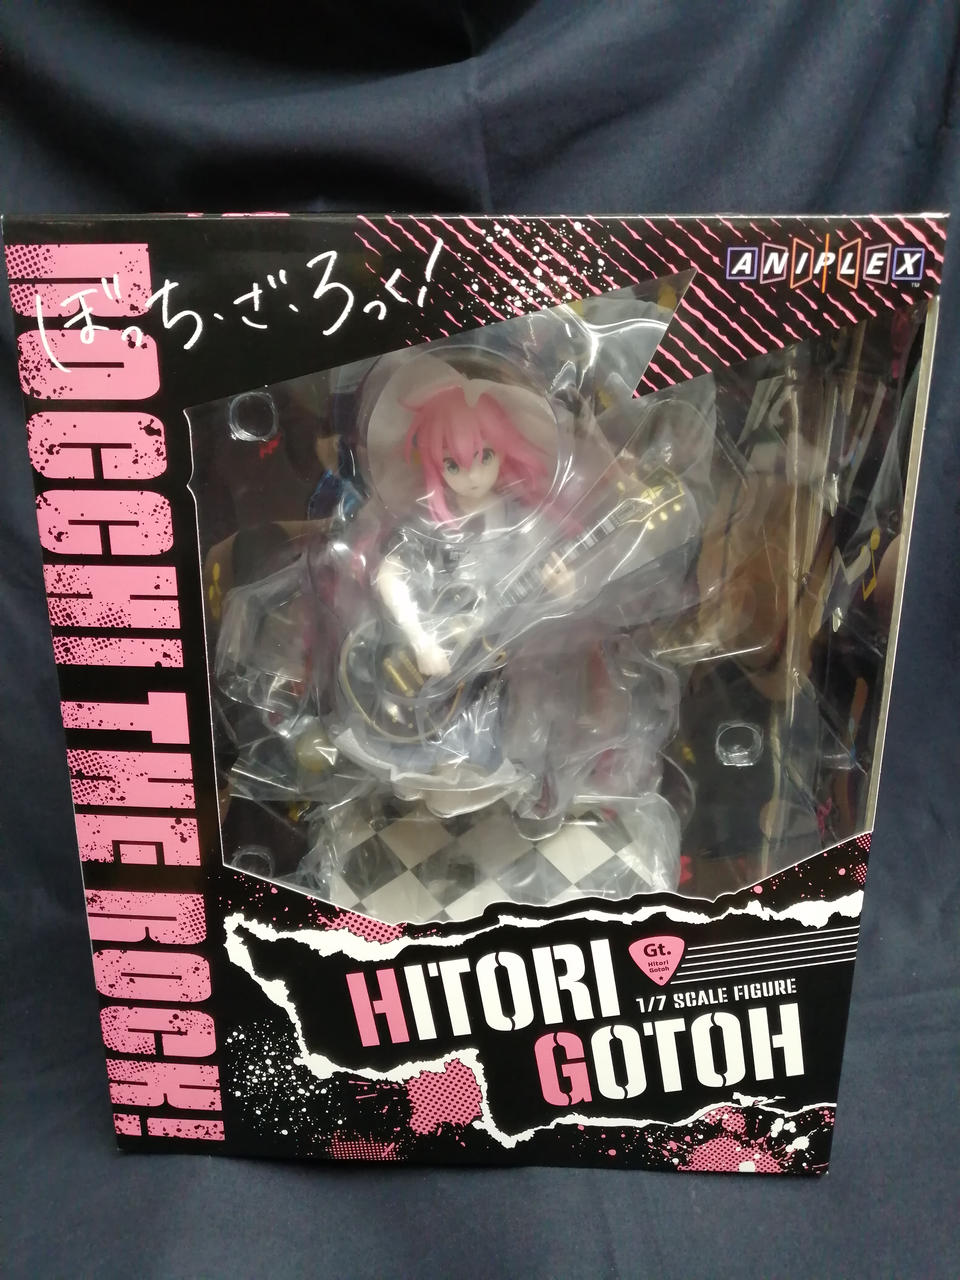 ぼっち・ざ・ろっく!
ANIPLEX
TM
BOCCHI THE ROCK!
Gt.
Hitori
Gotoh
HITORI
1/7 SCALE FIGURE
GOTOH